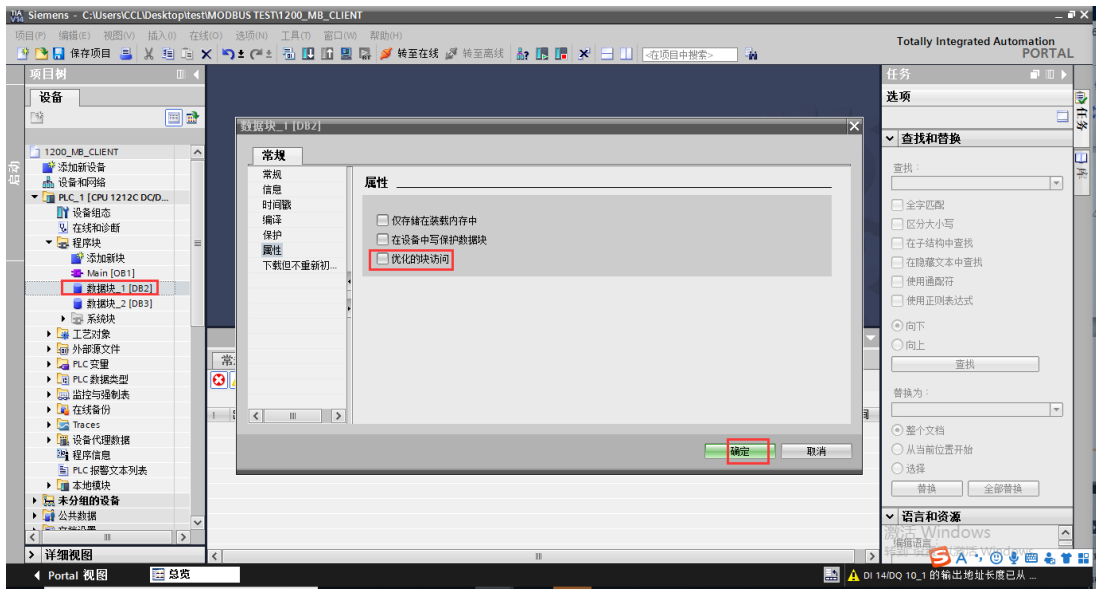 Siemens - C:\Users\CCL\Desktop\test\MODBUS TEST\1200_MB_CLIENT
项目(P) 编辑(E) 视图(V) 插入(I) 在线(O) 选项(N) 工具(T) 窗口(W) 帮助(H)
Totally Integrated Automation
PORTAL
保存项目 转至在线 转至离线 <在项目中搜索>
项目树
设备
1200_MB_CLIENT
添加新设备
设备和网络
PLC_1 [CPU 1212C DC/D...
设备组态
在线和诊断
程序块
添加新块
Main [OB1]
数据块_1 [DB2]
数据块_2 [DB3]
系统块
工艺对象
外部源文件
PLC 变量
PLC 数据类型
监控与强制表
在线备份
Traces
设备代理数据
程序信息
PLC 报警文本列表
本地模块
未分组的设备
公共数据
详细视图
启动
数据块_1 [DB2]
常规
常规
信息
时间戳
编译
保护
属性
下载但不重新初...
属性
仅存储在装载内存中
在设备中写保护数据块
优化的块访问
确定
取消
任务
选项
查找和替换
查找：
全字匹配
区分大小写
在子结构中查找
在隐藏文本中查找
使用通配符
使用正则表达式
向下
向上
查找
替换为：
整个文档
从当前位置开始
选择
替换
全部替换
语言和资源
编辑语言：
激活 Windows
任务
库
Portal 视图
总览
DI 14/DQ 10_1 的输出地址长度已从 ...